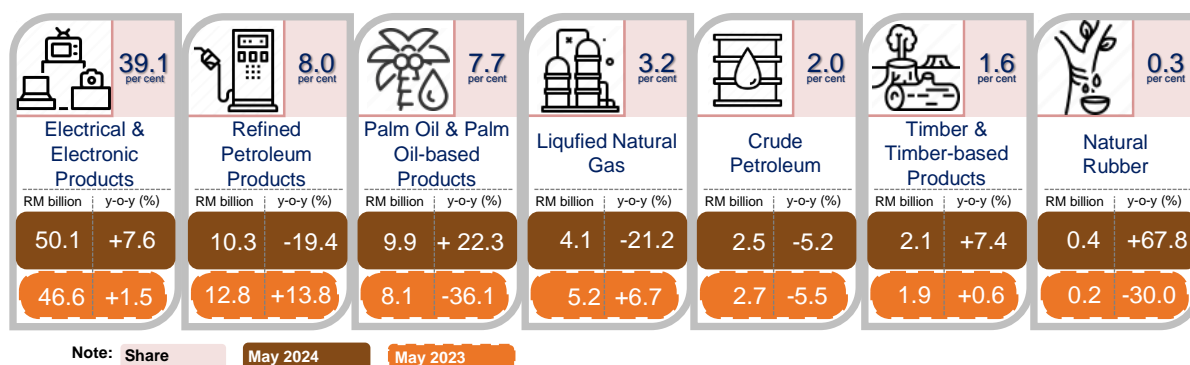 39.1
per cent
Electrical &
Electronic
Products
RM billion y-o-y (%)
50.1 +7.6
46.6 +1.5
8.0
per cent
Refined
Petroleum
Products
RM billion y-o-y (%)
10.3 -19.4
12.8 +13.8
7.7
per cent
Palm Oil & Palm
Oil-based
Products
RM billion y-o-y (%)
9.9 + 22.3
8.1 -36.1
3.2
per cent
Liqufied Natural
Gas
RM billion y-o-y (%)
4.1 -21.2
5.2 +6.7
2.0
per cent
Crude
Petroleum
RM billion y-o-y (%)
2.5 -5.2
2.7 -5.5
1.6
per cent
Timber &
Timber-based
Products
RM billion y-o-y (%)
2.1 +7.4
1.9 +0.6
0.3
per cent
Natural
Rubber
RM billion y-o-y (%)
0.4 +67.8
0.2 -30.0
Note: Share May 2024 May 2023